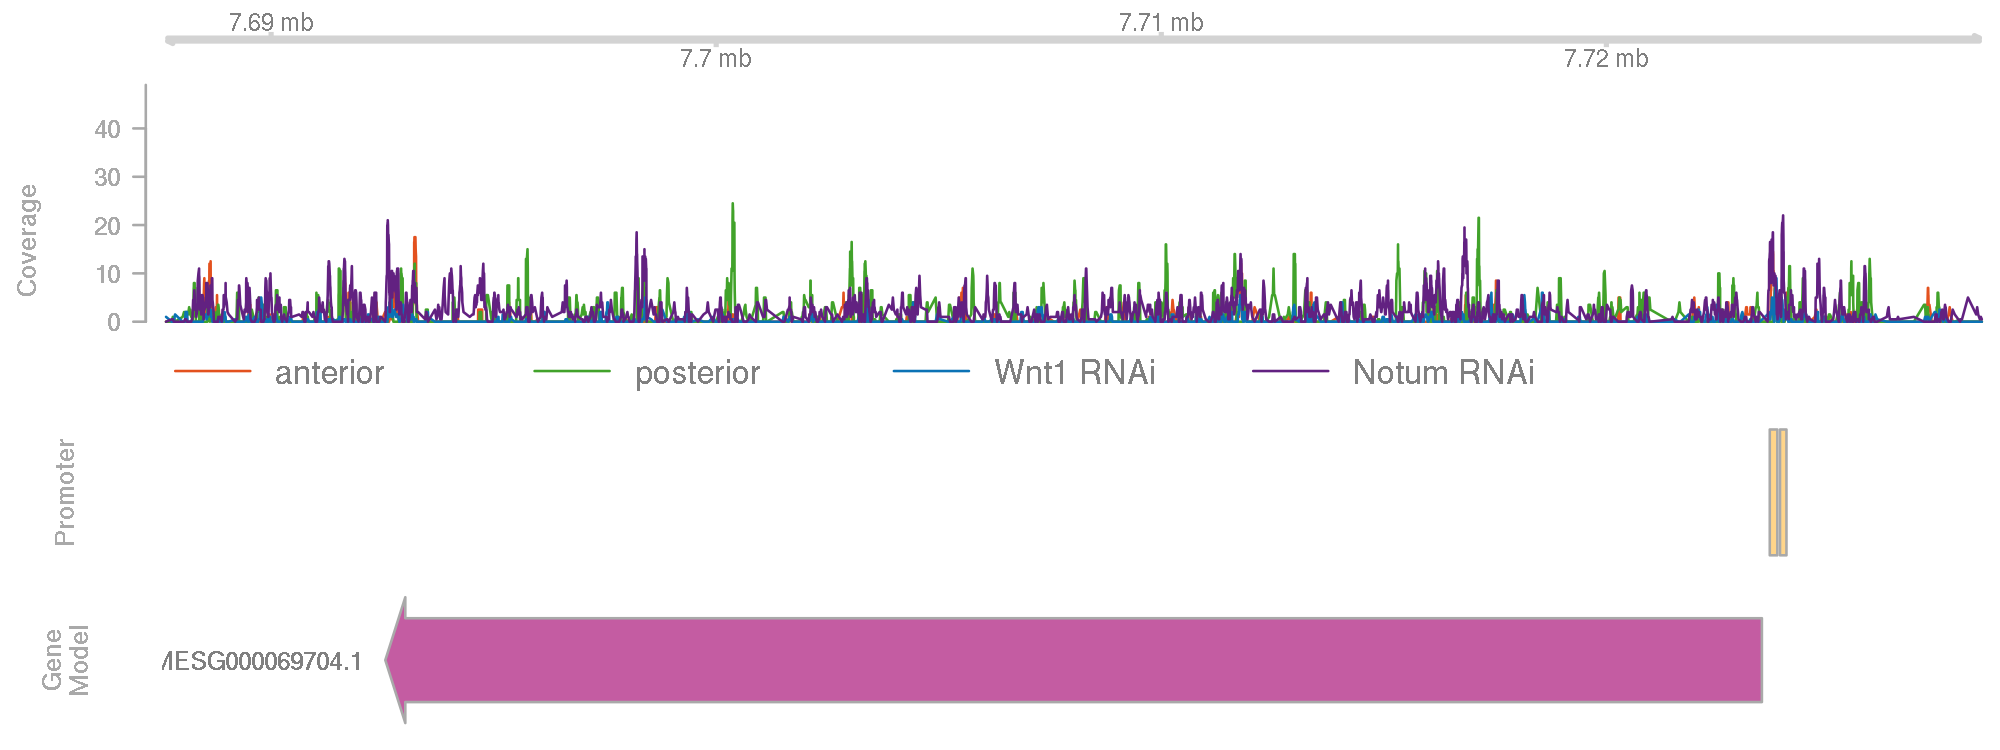 7.69 mb
7.71 mb
7.7 mb
7.72 mb
Coverage
40
30
20
10
0
anterior
posterior
Wnt1 RNAi
Notum RNAi
Promoter
Gene
Model
ESG000069704.1